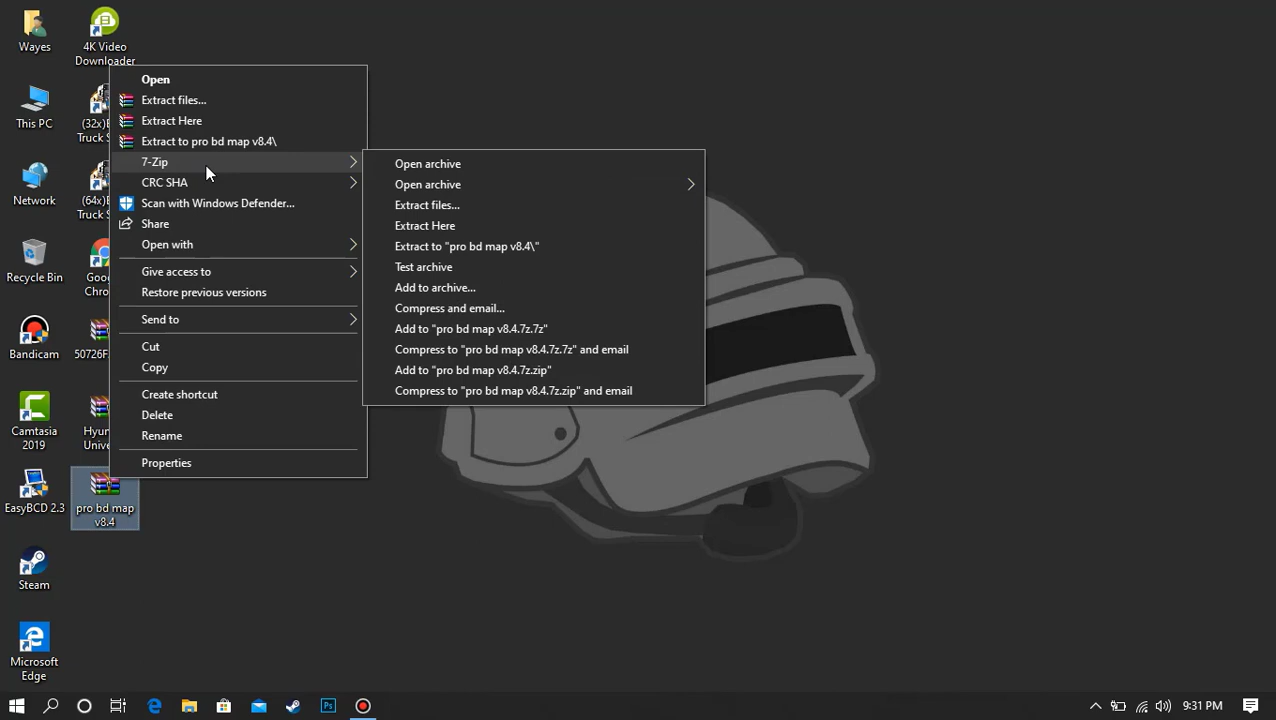 Wayes
4K Video
Downloader
This PC
(32x)E
Truck S
Network
(64x)E
Truck S
Recycle Bin
Goog
Chro
Bandicam
50726F
Camtasia
2019
Hyun
Unive
EasyBCD 2.3
pro bd map
v8.4
Steam
Microsoft
Edge
Open
Extract files...
Extract Here
Extract to pro bd map v8.4\
7-Zip
CRC SHA
Scan with Windows Defender...
Share
Open with
Give access to
Restore previous versions
Send to
Cut
Copy
Create shortcut
Delete
Rename
Properties
Open archive
Open archive
Extract files...
Extract Here
Extract to "pro bd map v8.4\"
Test archive
Add to archive...
Compress and email...
Add to "pro bd map v8.4.7z.7z"
Compress to "pro bd map v8.4.7z.7z" and email
Add to "pro bd map v8.4.7z.zip"
Compress to "pro bd map v8.4.7z.zip" and email
Ps
9:31 PM